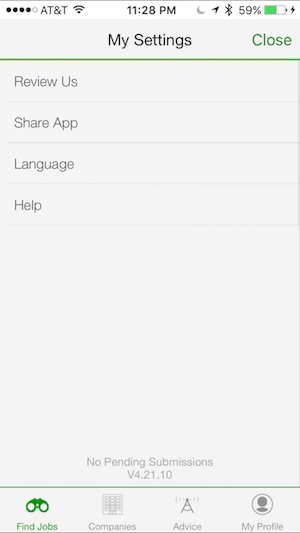 AT&T 11:28 PM 59%
My Settings Close
Review Us
Share App
Language
Help
No Pending Submissions
V4.21.10
Find Jobs Companies Advice My Profile